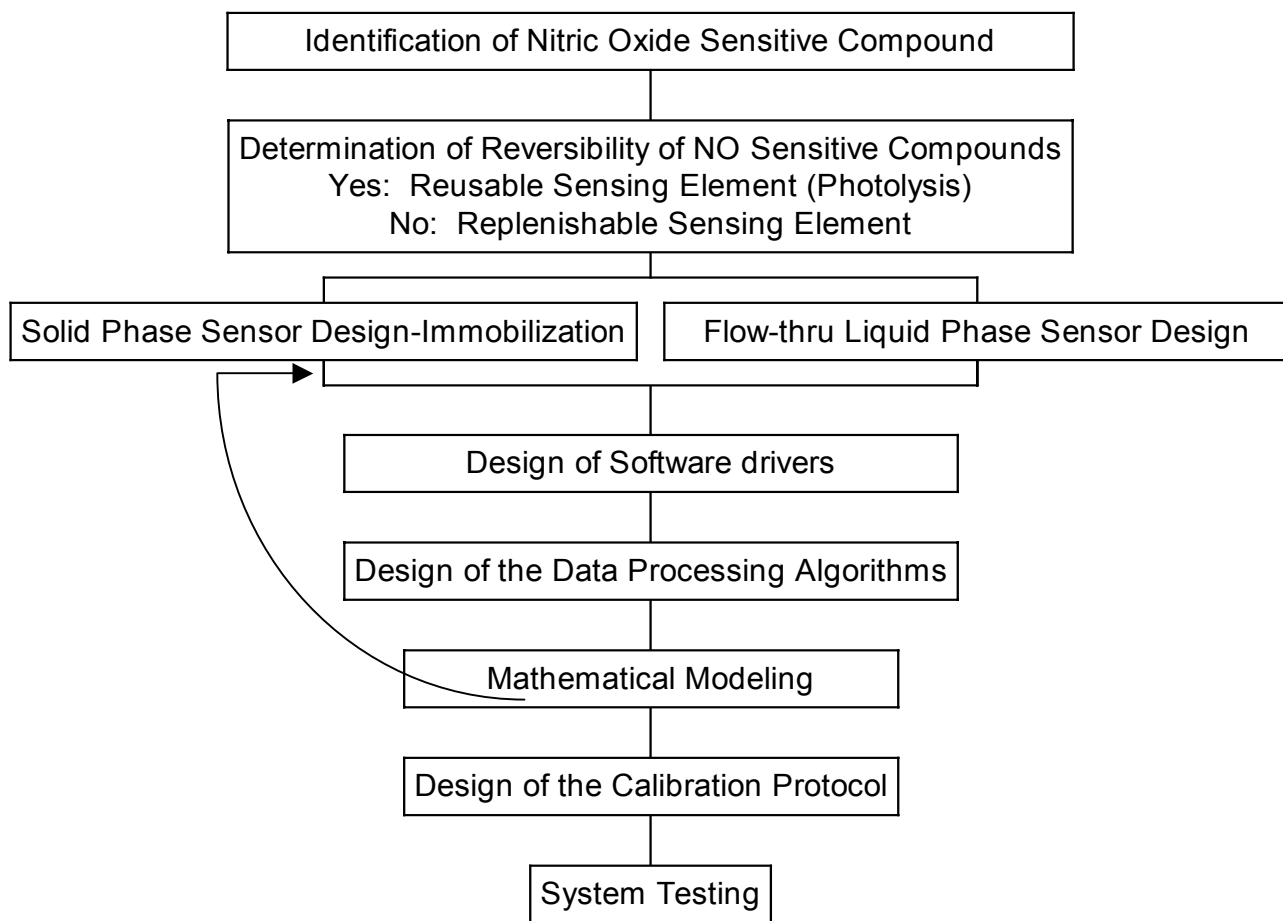 Identification of Nitric Oxide Sensitive Compound
Determination of Reversibility of NO Sensitive Compounds
Yes: Reusable Sensing Element (Photolysis)
No: Replenishable Sensing Element
Solid Phase Sensor Design-Immobilization
Flow-thru Liquid Phase Sensor Design
Design of Software drivers
Design of the Data Processing Algorithms
Mathematical Modeling
Design of the Calibration Protocol
System Testing